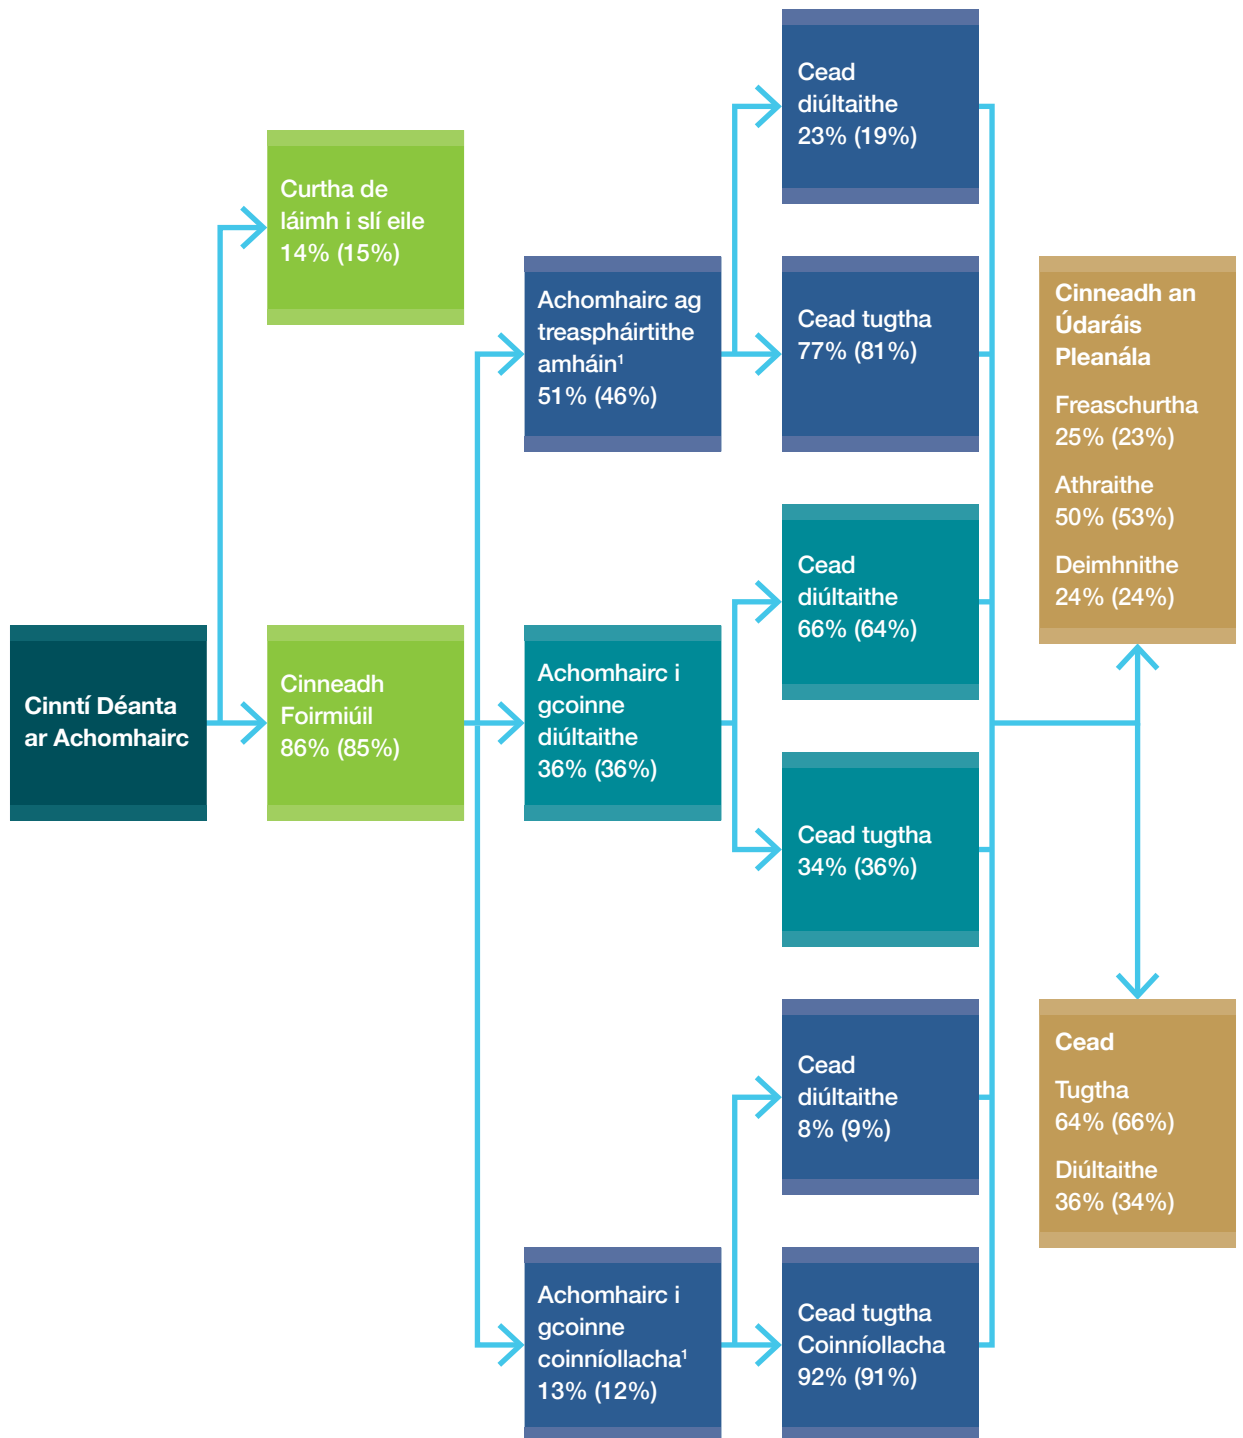 Cinntí Déanta
ar Achomhairc
Curtha de
láimh i slí eile
14% (15%)
Cinneadh
Foirmiúil
86% (85%)
Achomhairc ag
treaspháirtithe
amháin¹
51% (46%)
Achomhairc i
gcoinne
diúltaithe
36% (36%)
Achomhairc i
gcoinne
coinníollacha¹
13% (12%)
Cead
diúltaithe
23% (19%)
Cead tugtha
77% (81%)
Cead
diúltaithe
66% (64%)
Cead tugtha
34% (36%)
Cead
diúltaithe
8% (9%)
Cead tugtha
Coinníollacha
92% (91%)
Cinneadh an
Údaráis
Pleanála
Freaschurtha
25% (23%)
Athraithe
50% (53%)
Deimhnithe
24% (24%)
Cead
Tugtha
64% (66%)
Diúltaithe
36% (34%)